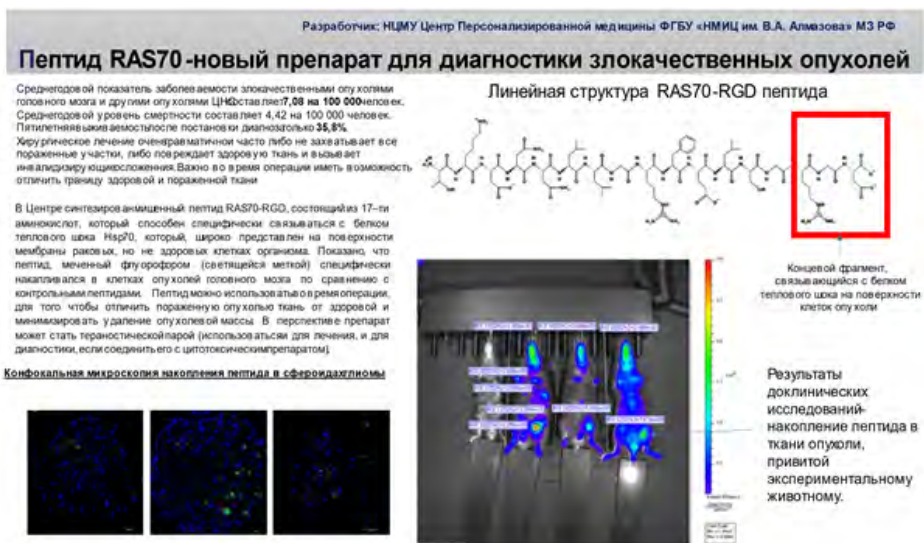 Разработчик: НЦМУ Центр Персонализированной медицины ФГБУ «НМИЦ им. В.А. Алмазова» МЗ РФ
Пептид RAS70-новый препарат для диагностики злокачественных опухолей
Среднегодовой показатель заболеваемости злокачественными опухолями
головного мозга и другими опухолями ЦНС составляет 7,08 на 100 000 человек.
Среднегодовой уровень смертности составляет 4,42 на 100 000 человек.
Пятилетняя выживаемость после постановки диагноза только 35,8%.
Хирургическое лечение очень травматичное часто либо не захватывает все
пораженные участки, либо повреждает здоровую ткань и вызывает
инвалидизирующие осложнения. Важно во время операции иметь возможность
отличить границу здоровой и пораженной ткани
В Центре синтезирован мишенный пептид RAS70-RGD, состоящий из 17-ти
аминокислот, который способен специфически связываться с белком
теплового шока Hsp70, который, широко представлен на поверхности
мембраны раковых, но не здоровых клетках организма. Показано, что
пептид, меченный флуорофором (светящейся меткой) специфически
накапливался в клетках опухолей головного мозга по сравнению с
контрольными пептидами. Пептид можно использовать во время операции,
для того чтобы отличить пораженную опухолью ткань от здоровой и
минимизировать удаление опухолевой массы. В перспективе препарат
может стать тераностической парой (использоваться и для лечения, и для
диагностики, если соединить его с цитотоксическим препаратом)
Конфокальная микроскопия накопления пептида в сфероидах глиомы
Линейная структура RAS70-RGD пептида
Концевой фрагмент,
связывающийся с белком
теплового шока на поверхности
клеток опухоли
Результаты
доклинических
исследований-
накопление пептида в
ткани опухоли,
привитой
экспериментальному
животному.